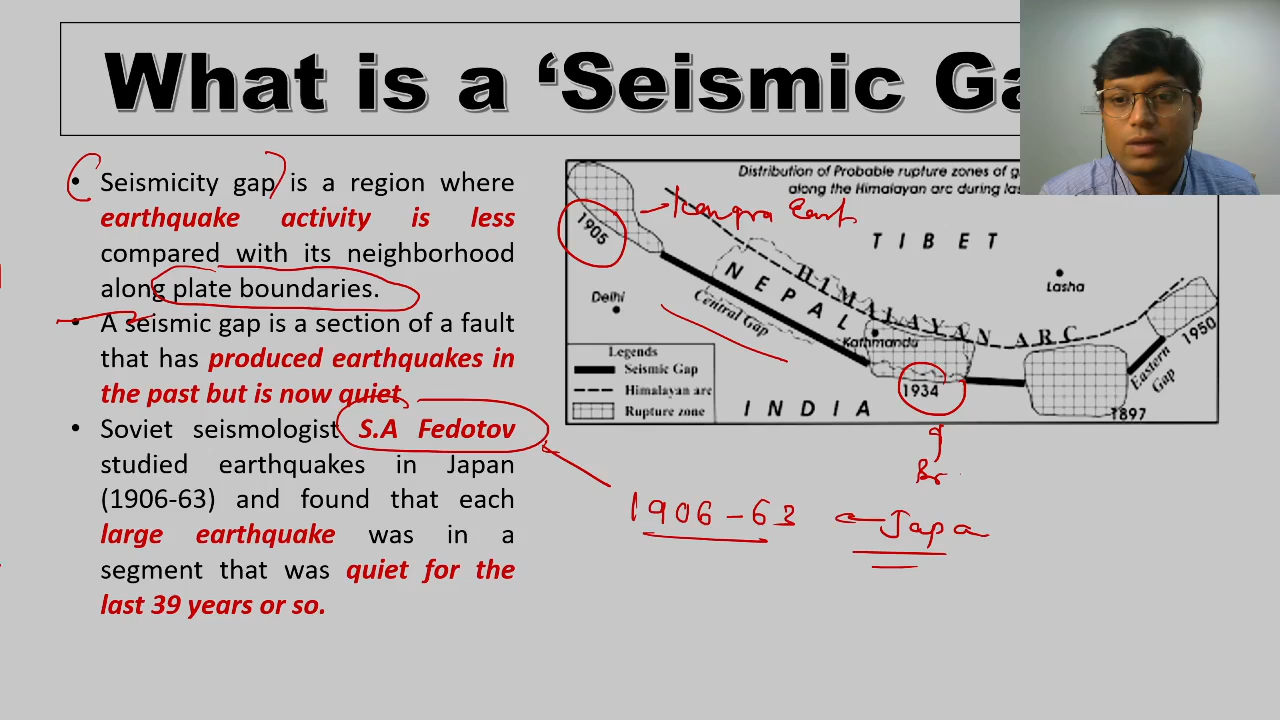 What is a ‘Seismic Ga
• Seismicity gap is a region where
earthquake activity is less
compared with its neighborhood
along plate boundaries.
• A seismic gap is a section of a fault
that has produced earthquakes in
the past but is now quiet.
• Soviet seismologist S.A Fedotov
studied earthquakes in Japan
(1906-63) and found that each
large earthquake was in a
segment that was quiet for the
last 39 years or so.
Distribution of Probable rupture zones of g
along the Himalayan arc during las
1905
Kangra Earth
TIBET
Lasha
Delhi
NEPAL
HIMALAYAN ARC
Central Gap
Kathmandu
1950
Eastern Gap
Legends
Seismic Gap
Himalayan arc
Rupture zone
1934
INDIA
1897
Br
1906-63
Japa